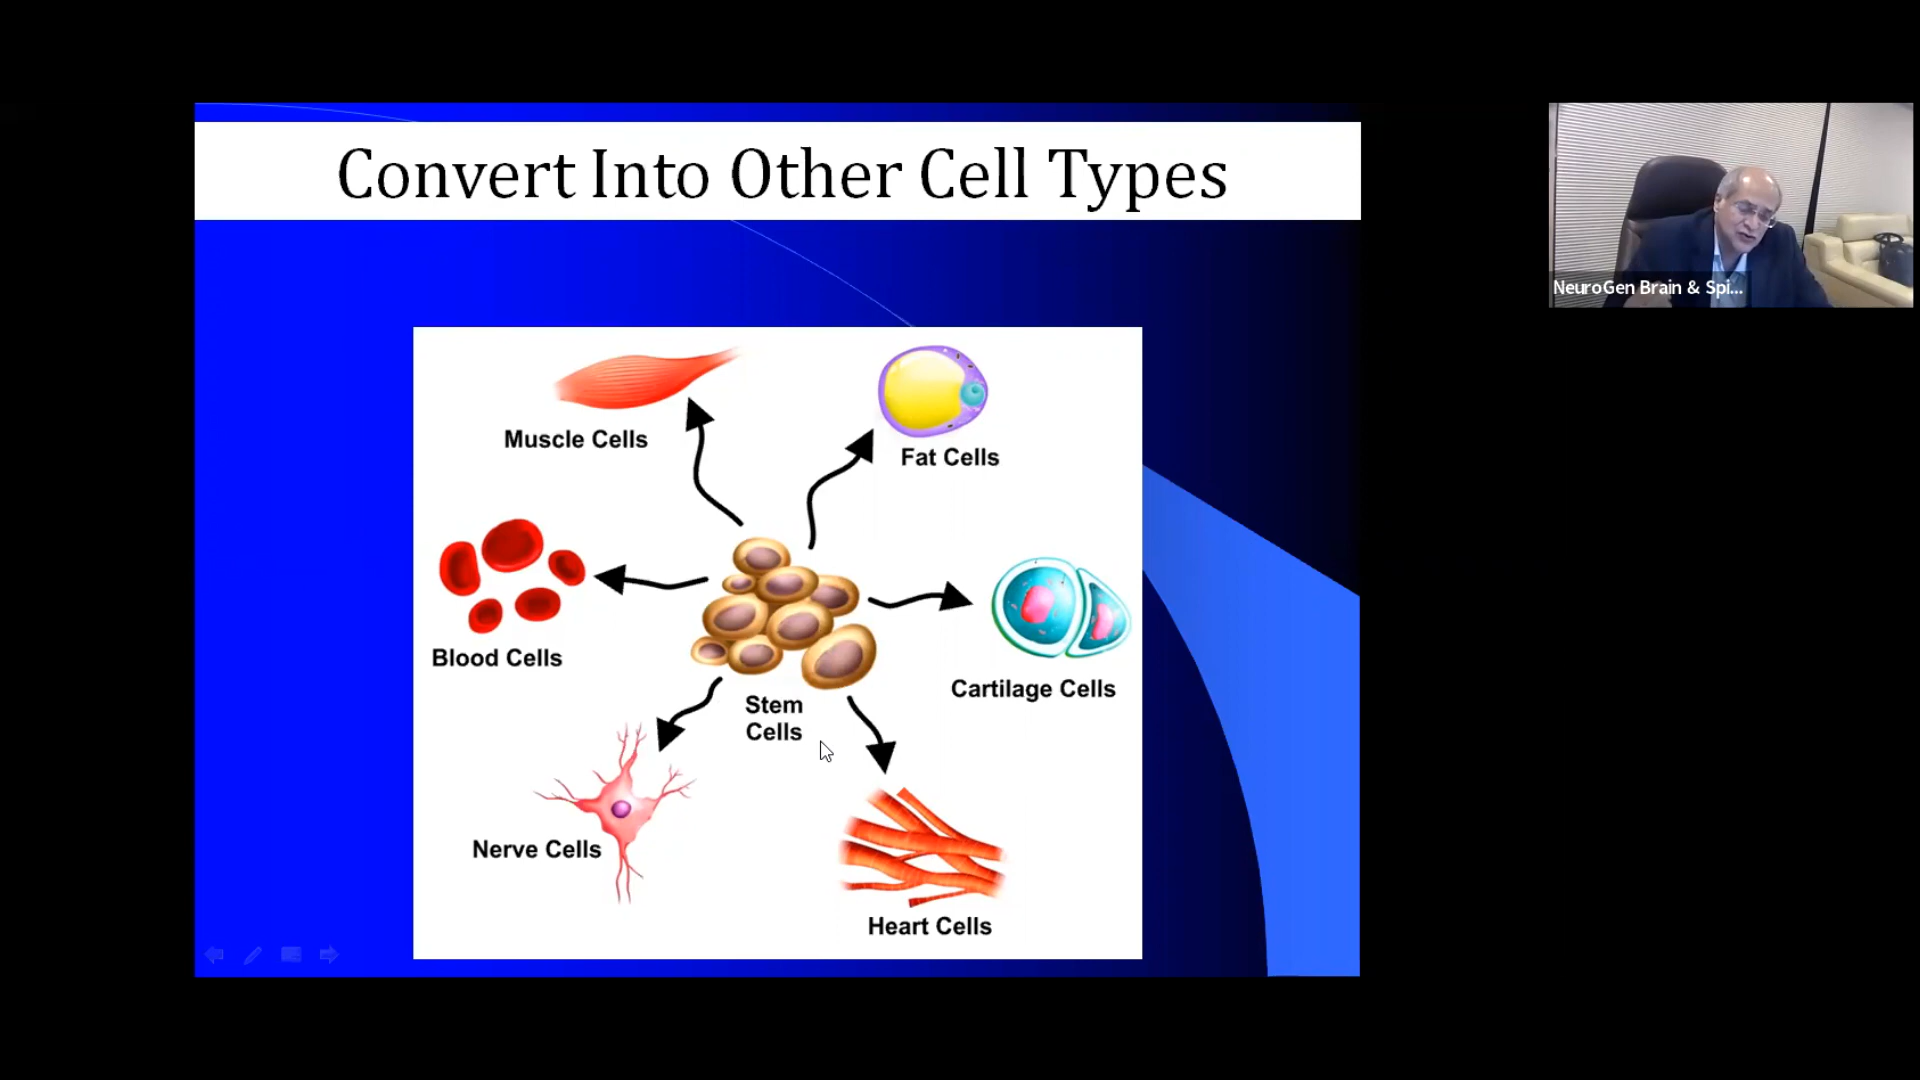 Convert Into Other Cell Types
NeuroGen Brain & Spi...
Muscle Cells
Fat Cells
Blood Cells
Cartilage Cells
Stem
Cells
Nerve Cells
Heart Cells